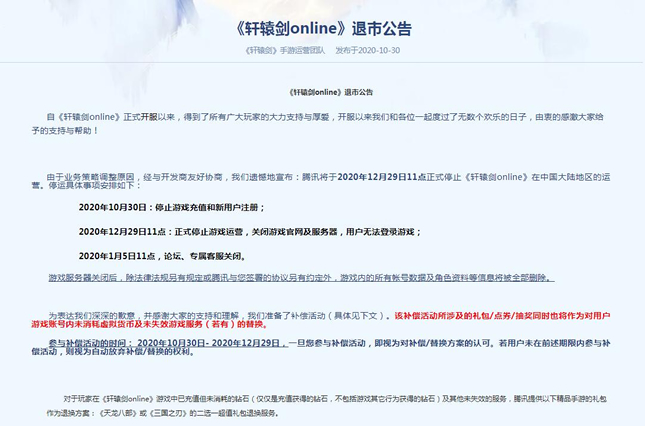 《轩辕剑online》退市公告
《轩辕剑》手游运营团队 发布于2020-10-30
《轩辕剑online》退市公告
自《轩辕剑online》正式开服以来，得到了所有广大玩家的大力支持与厚爱，开服以来我们和各位一起度过了无数个欢乐的日子，由衷的感谢大家给
予的支持与帮助！
由于业务策略调整原因，经与开发商友好协商，我们遗憾地宣布：腾讯将于2020年12月29日11点正式停止《轩辕剑online》在中国大陆地区的运
营。停运具体事项安排如下：
2020年10月30日：停止游戏充值和新用户注册；
2020年12月29日11点：正式停止游戏运营，关闭游戏官网及服务器，用户无法登录游戏；
2020年1月5日11点，论坛、专属客服关闭。
游戏服务器关闭后，除法律法规另有规定或腾讯与您签署的协议另有约定外，游戏内的所有帐号数据及角色资料等信息将被全部删除。
为表达我们深深的歉意，并感谢大家的支持和理解，我们准备了补偿活动（具体见下文）。该补偿活动所涉及的礼包/点券/抽奖同时也将作为对用户
游戏账号内未消耗虚拟货币及未失效游戏服务（若有）的替换。
参与补偿活动的时间： 2020年10月30日- 2020年12月29日，一旦您参与补偿活动，即视为对补偿/替换方案的认可。若用户未在前述期限内参与补
偿活动，则视为自动放弃补偿/替换的权利。
对于玩家在《轩辕剑online》游戏中已充值但未消耗的钻石（仅仅是充值获得的钻石，不包括游戏其它行为获得的钻石）及其他未失效的服务，腾讯提供以下精品手游的礼包
作为退换方案：《天龙八部》或《三国之刃》的二选一超值礼包退换服务。